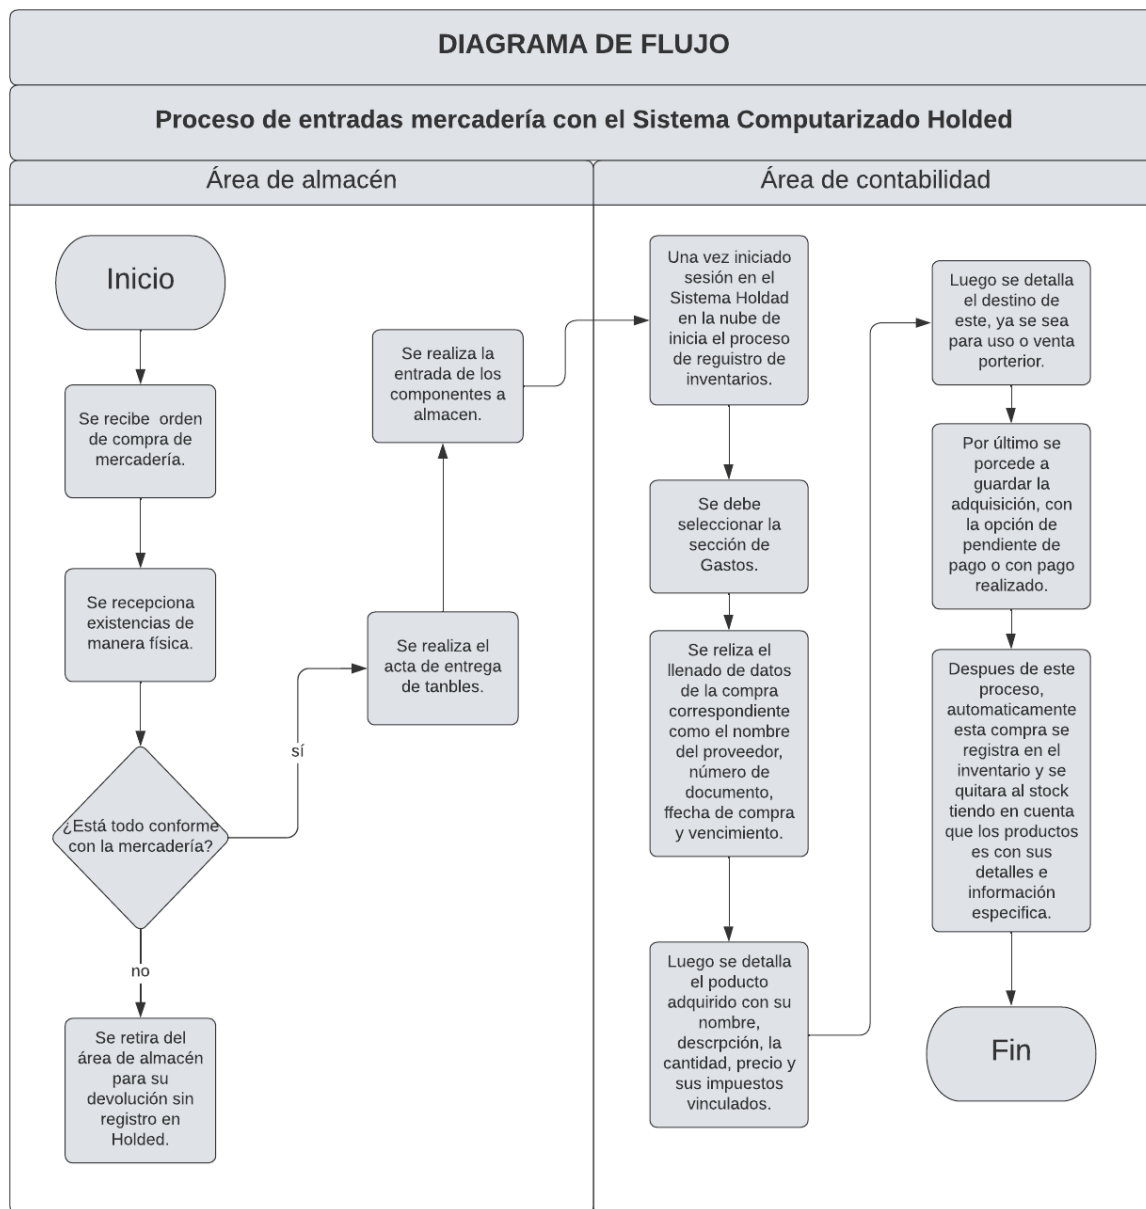 DIAGRAMA DE FLUJO
Proceso de entradas mercadería con el Sistema Computarizado Holded
Área de almacén
Inicio
Se recibe orden
de compra de
mercadería.
Se recepciona
existencias de
manera física.
¿Está todo conforme
con la mercadería?
no
Se retira del
área de almacén
para su
devolución sin
registro en
Holded.
sí
Se realiza el
acta de entrega
de tanbles.
Se realiza la
entrada de los
componentes a
almacen.
Área de contabilidad
Una vez iniciado
sesión en el
Sistema Holdad
en la nube de
inicia el proceso
de reguistro de
inventarios.
Se debe
seleccionar la
sección de
Gastos.
Se reliza el
llenado de datos
de la compra
correspondiente
como el nombre
del proveedor,
número de
documento,
ffecha de compra
y vencimiento.
Luego se detalla
el poducto
adquirido con su
nombre,
descrpción, la
cantidad, precio y
sus impuestos
vinculados.
Luego se detalla
el destino de
este, ya se sea
para uso o venta
porterior.
Por último se
porcede a
guardar la
adquisición, con
la opción de
pendiente de
pago o con pago
realizado.
Despues de este
proceso,
automaticamente
esta compra se
registra en el
inventario y se
quitara al stock
tiendo en cuenta
que los productos
es con sus
detalles e
información
especifica.
Fin